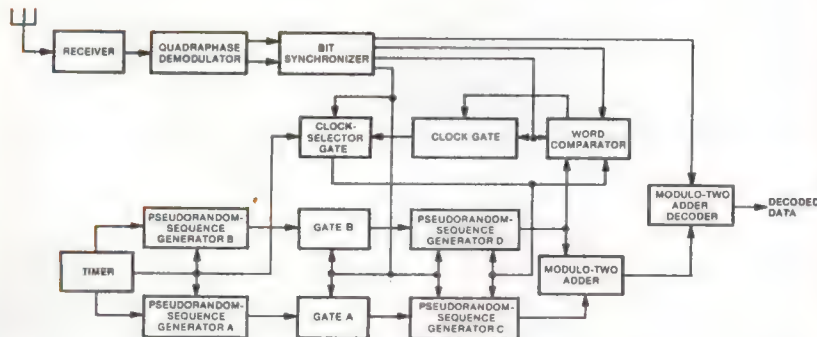 RECEIVER
QUADRAPHASE
DEMODULATOR
BIT
SYNCHRONIZER
CLOCK-
SELECTOR
GATE
CLOCK GATE
WORD
COMPARATOR
MODULO-TWO
ADDER
DECODER
DECODED
DATA
PSEUDORANDOM-
SEQUENCE
GENERATOR B
GATE B
PSEUDORANDOM-
SEQUENCE
GENERATOR D
TIMER
MODULO-TWO
ADDER
PSEUDORANDOM-
SEQUENCE
GENERATOR A
GATE A
PSEUDORANDOM-
SEQUENCE
GENERATOR C